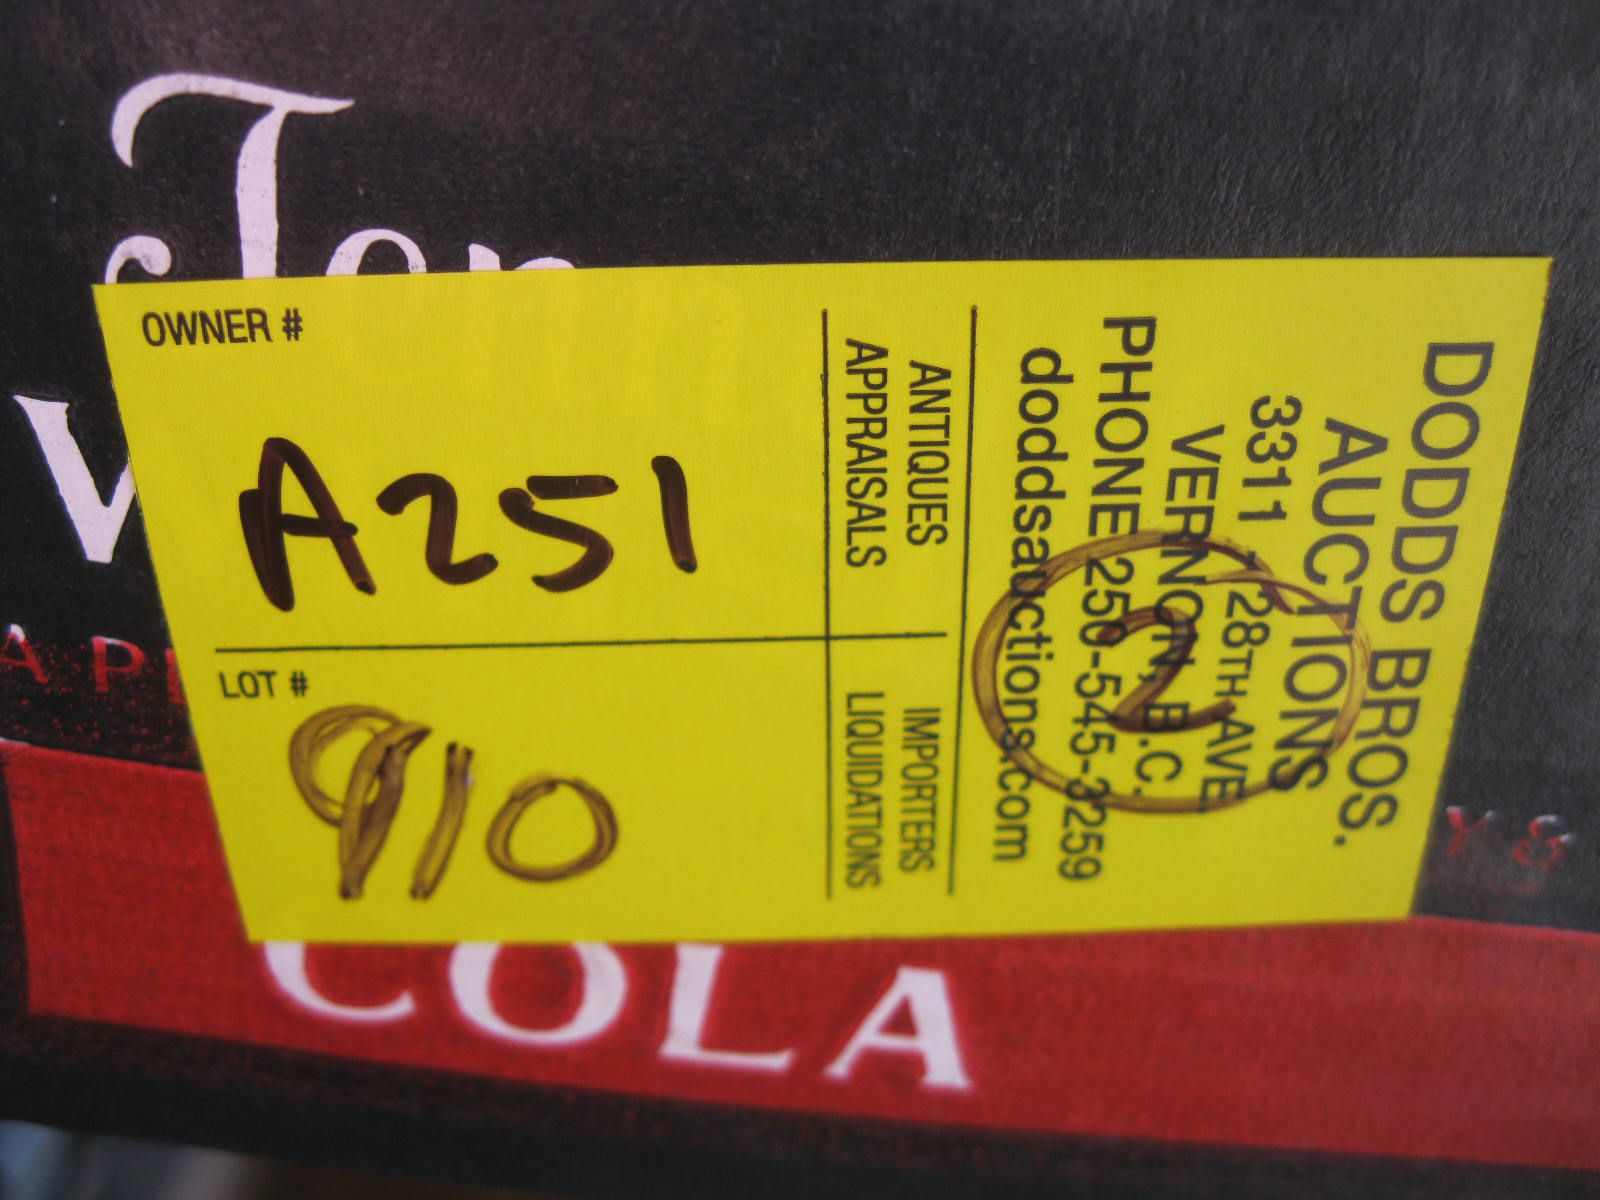 OWNER #
A251
LOT #
910
ANTIQUES
APPRAISALS
IMPORTERS
LIQUIDATIONS
DODDS BROS.
AUCTIONS
3311 - 28TH AVE.
VERNON, B.C.
PHONE 250-545-3259
doddsauctions.com
2
COLA